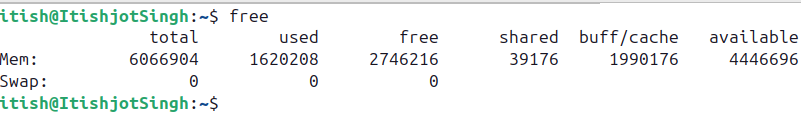 itish@ItishjotSingh:~$ free
               total        used        free      shared  buff/cache   available
Mem:         6066904     1620208     2746216       39176     1990176     4446696
Swap:              0           0           0
itish@ItishjotSingh:~$